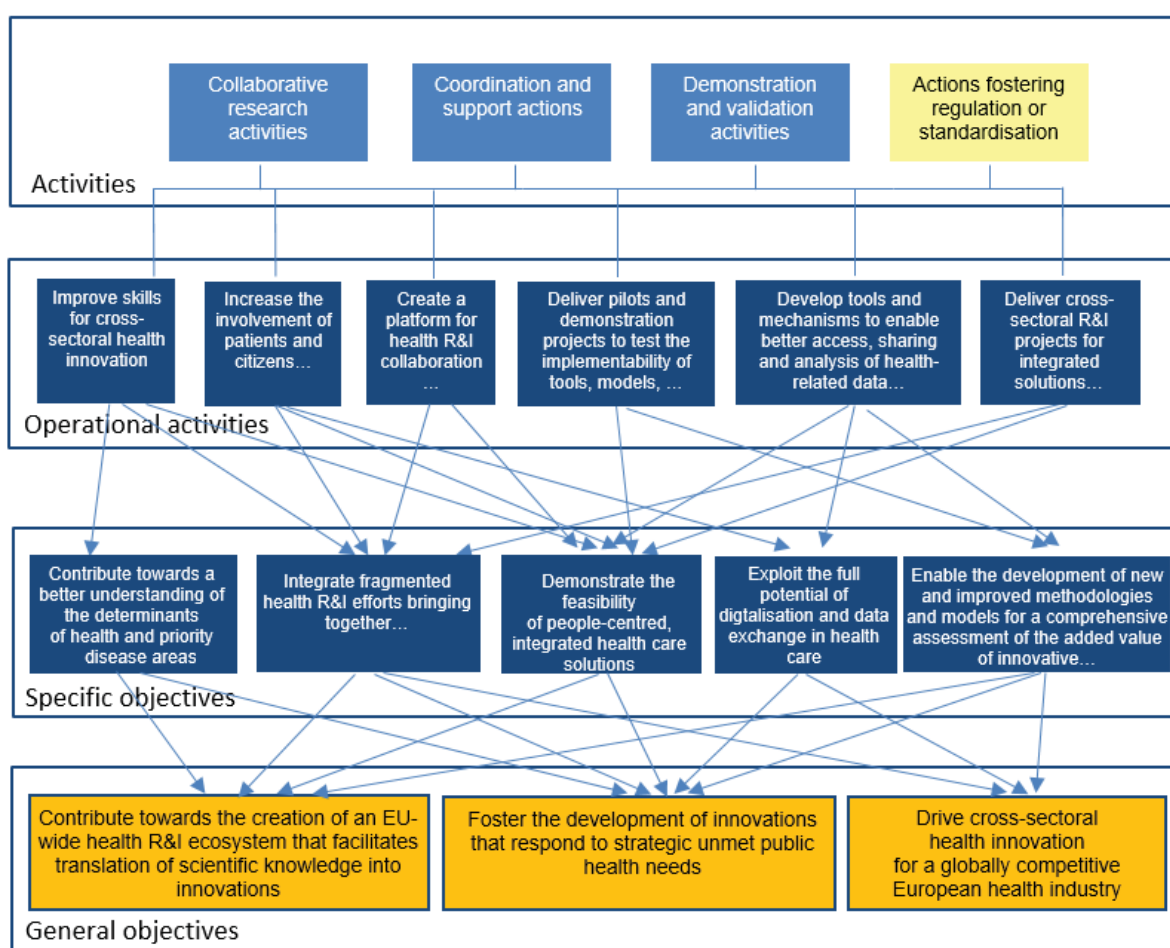 Collaborative
research
activities
Coordination and
support actions
Demonstration
and validation
activities
Actions fostering
regulation or
standardisation
Activities
Improve skills
for cross-
sectoral health
innovation
Increase the
involvement of
patients and
citizens…
Create a
platform for
health R&I
collaboration
…
Deliver pilots and
demonstration
projects to test the
implementability of
tools, models, …
Develop tools and
mechanisms to enable
better access, sharing
and analysis of health-
related data…
Deliver cross-
sectoral R&I
projects for
integrated
solutions…
Operational activities
Contribute towards a
better understanding of
the determinants
of health and priority
disease areas
Integrate fragmented
health R&I efforts bringing
together…
Demonstrate the
feasibility
of people-centred,
integrated health care
solutions
Exploit the full
potential
of digtalisation and data
exchange in health
care
Enable the development of new
and improved methodologies
and models for a comprehensive
assessment of the added value
of innovative…
Specific objectives
Contribute towards the creation of an EU-
wide health R&I ecosystem that facilitates
translation of scientific knowledge into
innovations
Foster the development of innovations
that respond to strategic unmet public
health needs
Drive cross-sectoral
health innovation
for a globally competitive
European health industry
General objectives